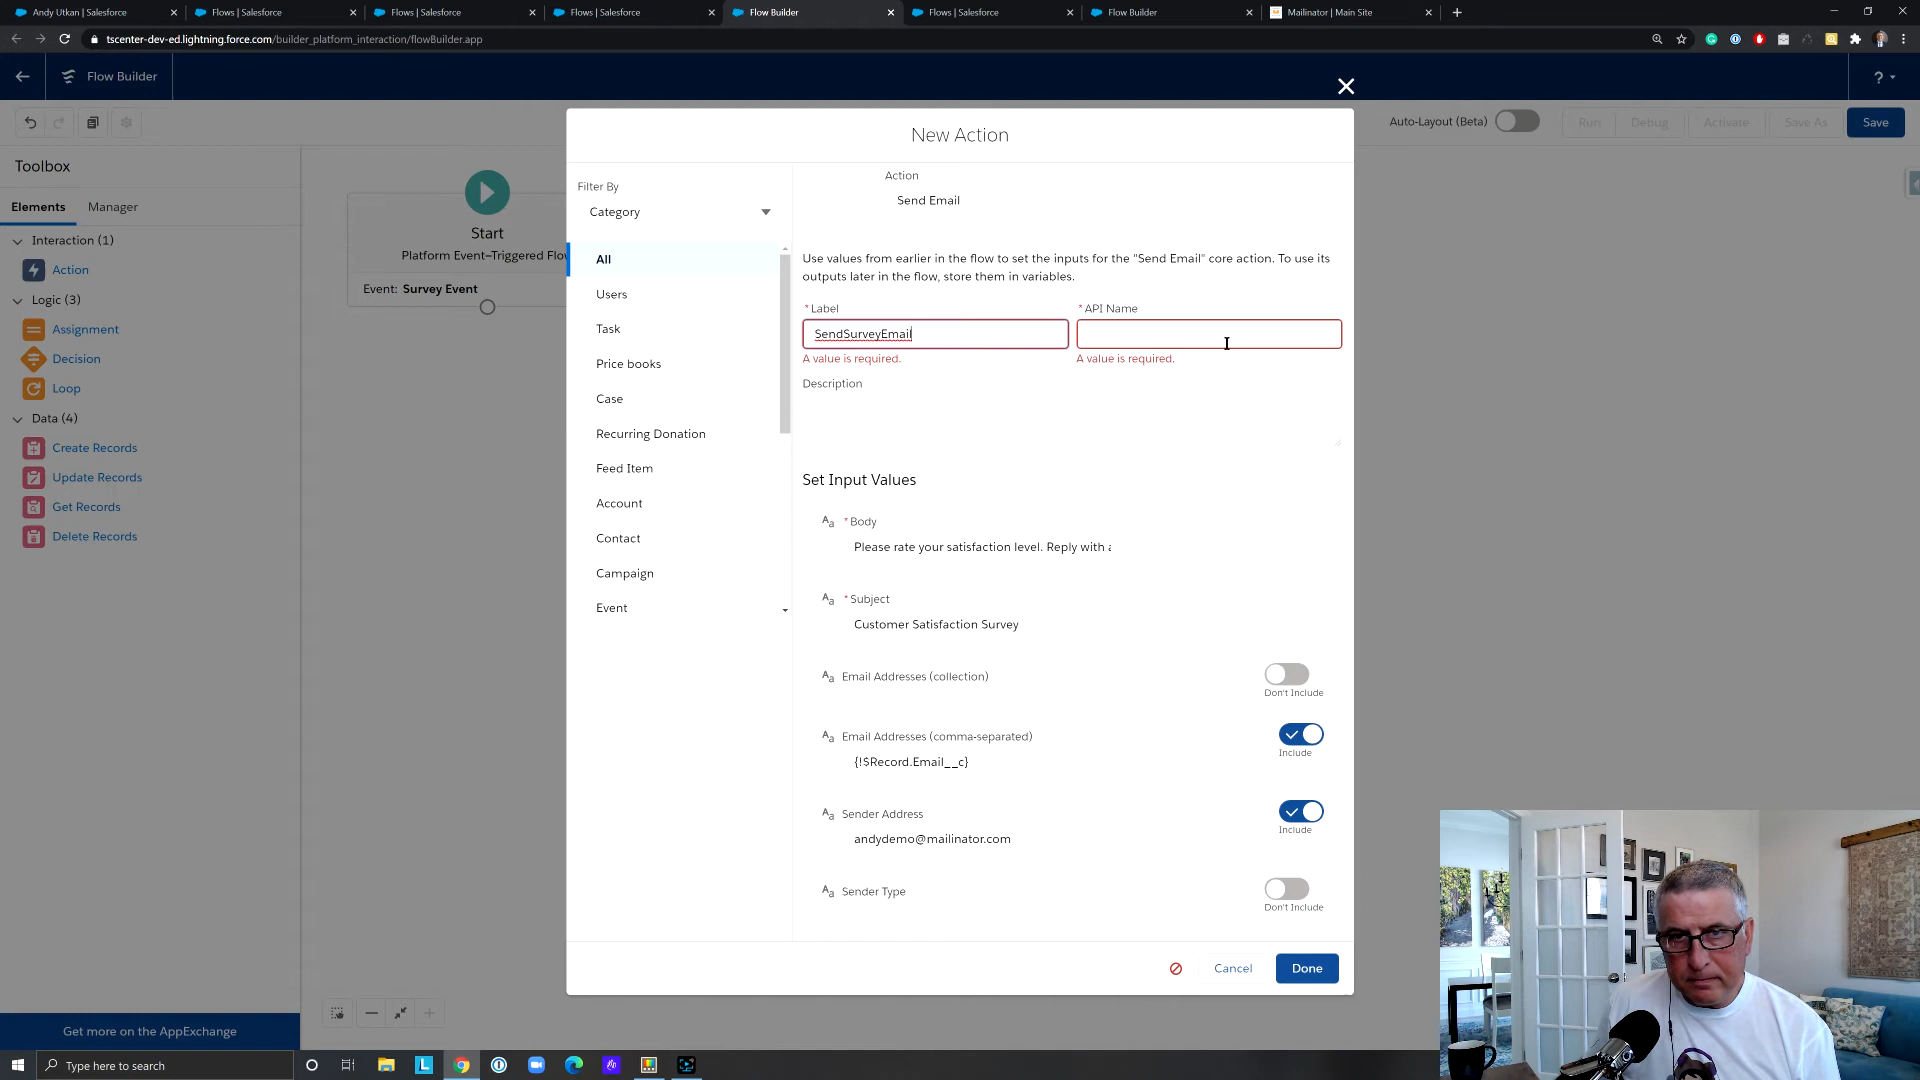 Andy Utkan | Salesforce
Flows | Salesforce
Flows | Salesforce
Flows | Salesforce
Flow Builder
Flows | Salesforce
Flow Builder
Mailinator | Main Site
tscenter-dev-ed.lightning.force.com/builder_platform_interaction/flowBuilder.app
Flow Builder
?
Auto-Layout (Beta)
Run
Debug
Activate
Save As
Save
Toolbox
Elements
Manager
Interaction (1)
Action
Logic (3)
Assignment
Decision
Loop
Data (4)
Create Records
Update Records
Get Records
Delete Records
Get more on the AppExchange
Start
Platform Event–Triggered Flo
Event: Survey Event
New Action
Filter By
Category
All
Users
Task
Price books
Case
Recurring Donation
Feed Item
Account
Contact
Campaign
Event
Action
Send Email
Use values from earlier in the flow to set the inputs for the "Send Email" core action. To use its
outputs later in the flow, store them in variables.
* Label
* API Name
SendSurveyEmail
A value is required.
A value is required.
Description
Set Input Values
Aa * Body
Please rate your satisfaction level. Reply with a
Aa * Subject
Customer Satisfaction Survey
Aa Email Addresses (collection)
Don't Include
Aa Email Addresses (comma-separated)
Include
{!$Record.Email__c}
Aa Sender Address
Include
andydemo@mailinator.com
Aa Sender Type
Don't Include
Cancel
Done
Type here to search